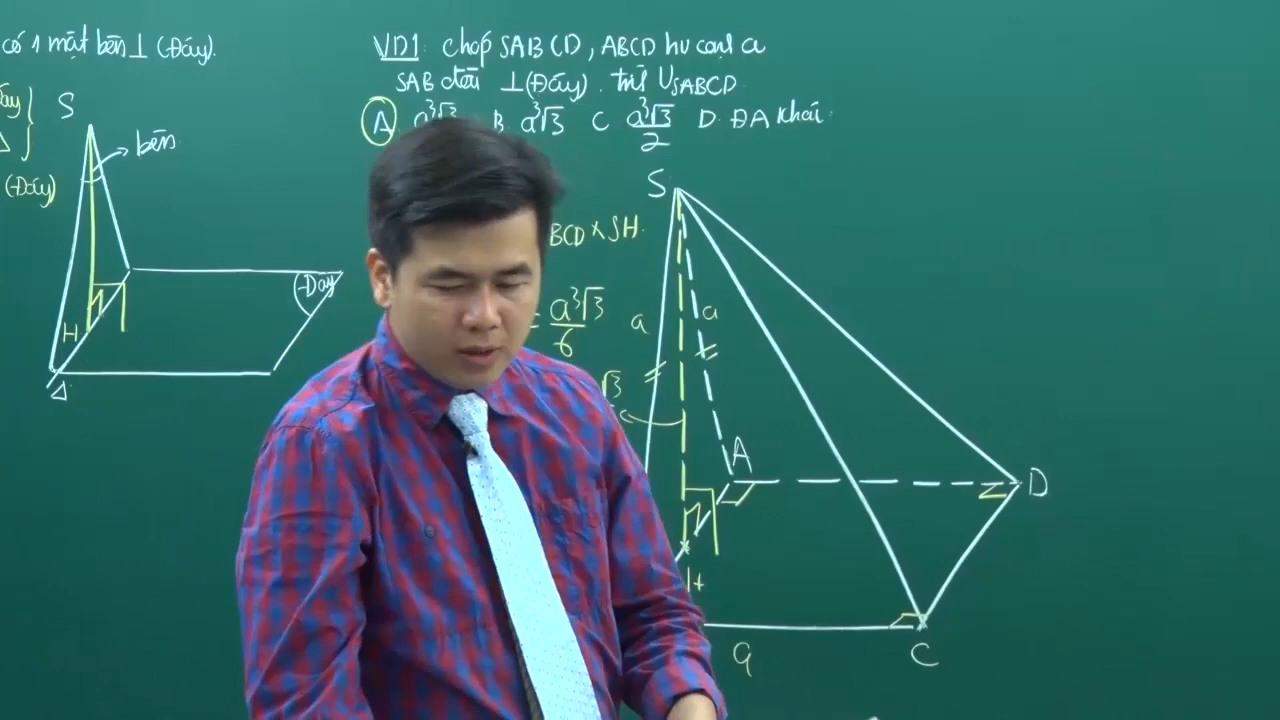 có 1 mặt bên ⊥ (Đáy).
S
bên
(Đáy)
H
Đáy
VD1: Chóp SABCD, ABCD hv cạnh a
SAB đều ⊥ (Đáy). tính VSABCD
A. a³√3 B. a³√3 C a³√3/2 D. ĐA khác
S
BCD × SH.
= a³√3/6
a
a
√3
A
D
H
a
C